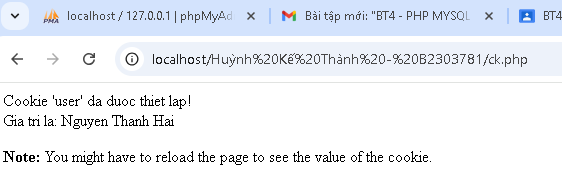 PMA localhost / 127.0.0.1 | phpMyAd
Bài tập mới: "BT4 - PHP MYSQL
BT4
localhost/Huỳnh%20Kế%20Thành%20-%20B2303781/ck.php
Cookie 'user' da duoc thiet lap!
Gia tri la: Nguyen Thanh Hai
Note: You might have to reload the page to see the value of the cookie.